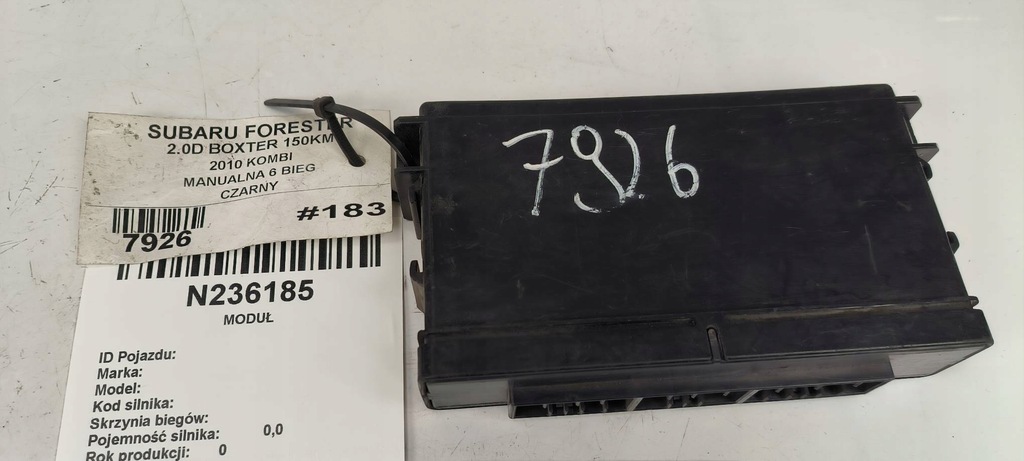 SUBARU FORESTER
2.0D BOXTER 150KM
2010 KOMBI
MANUALNA 6 BIEG
CZARNY
#183
7926
N236185
MODUŁ
ID Pojazdu:
Marka:
Model:
Kod silnika:
Skrzynia biegów:
Pojemność silnika: 0,0
Rok produkcji: 0
7926